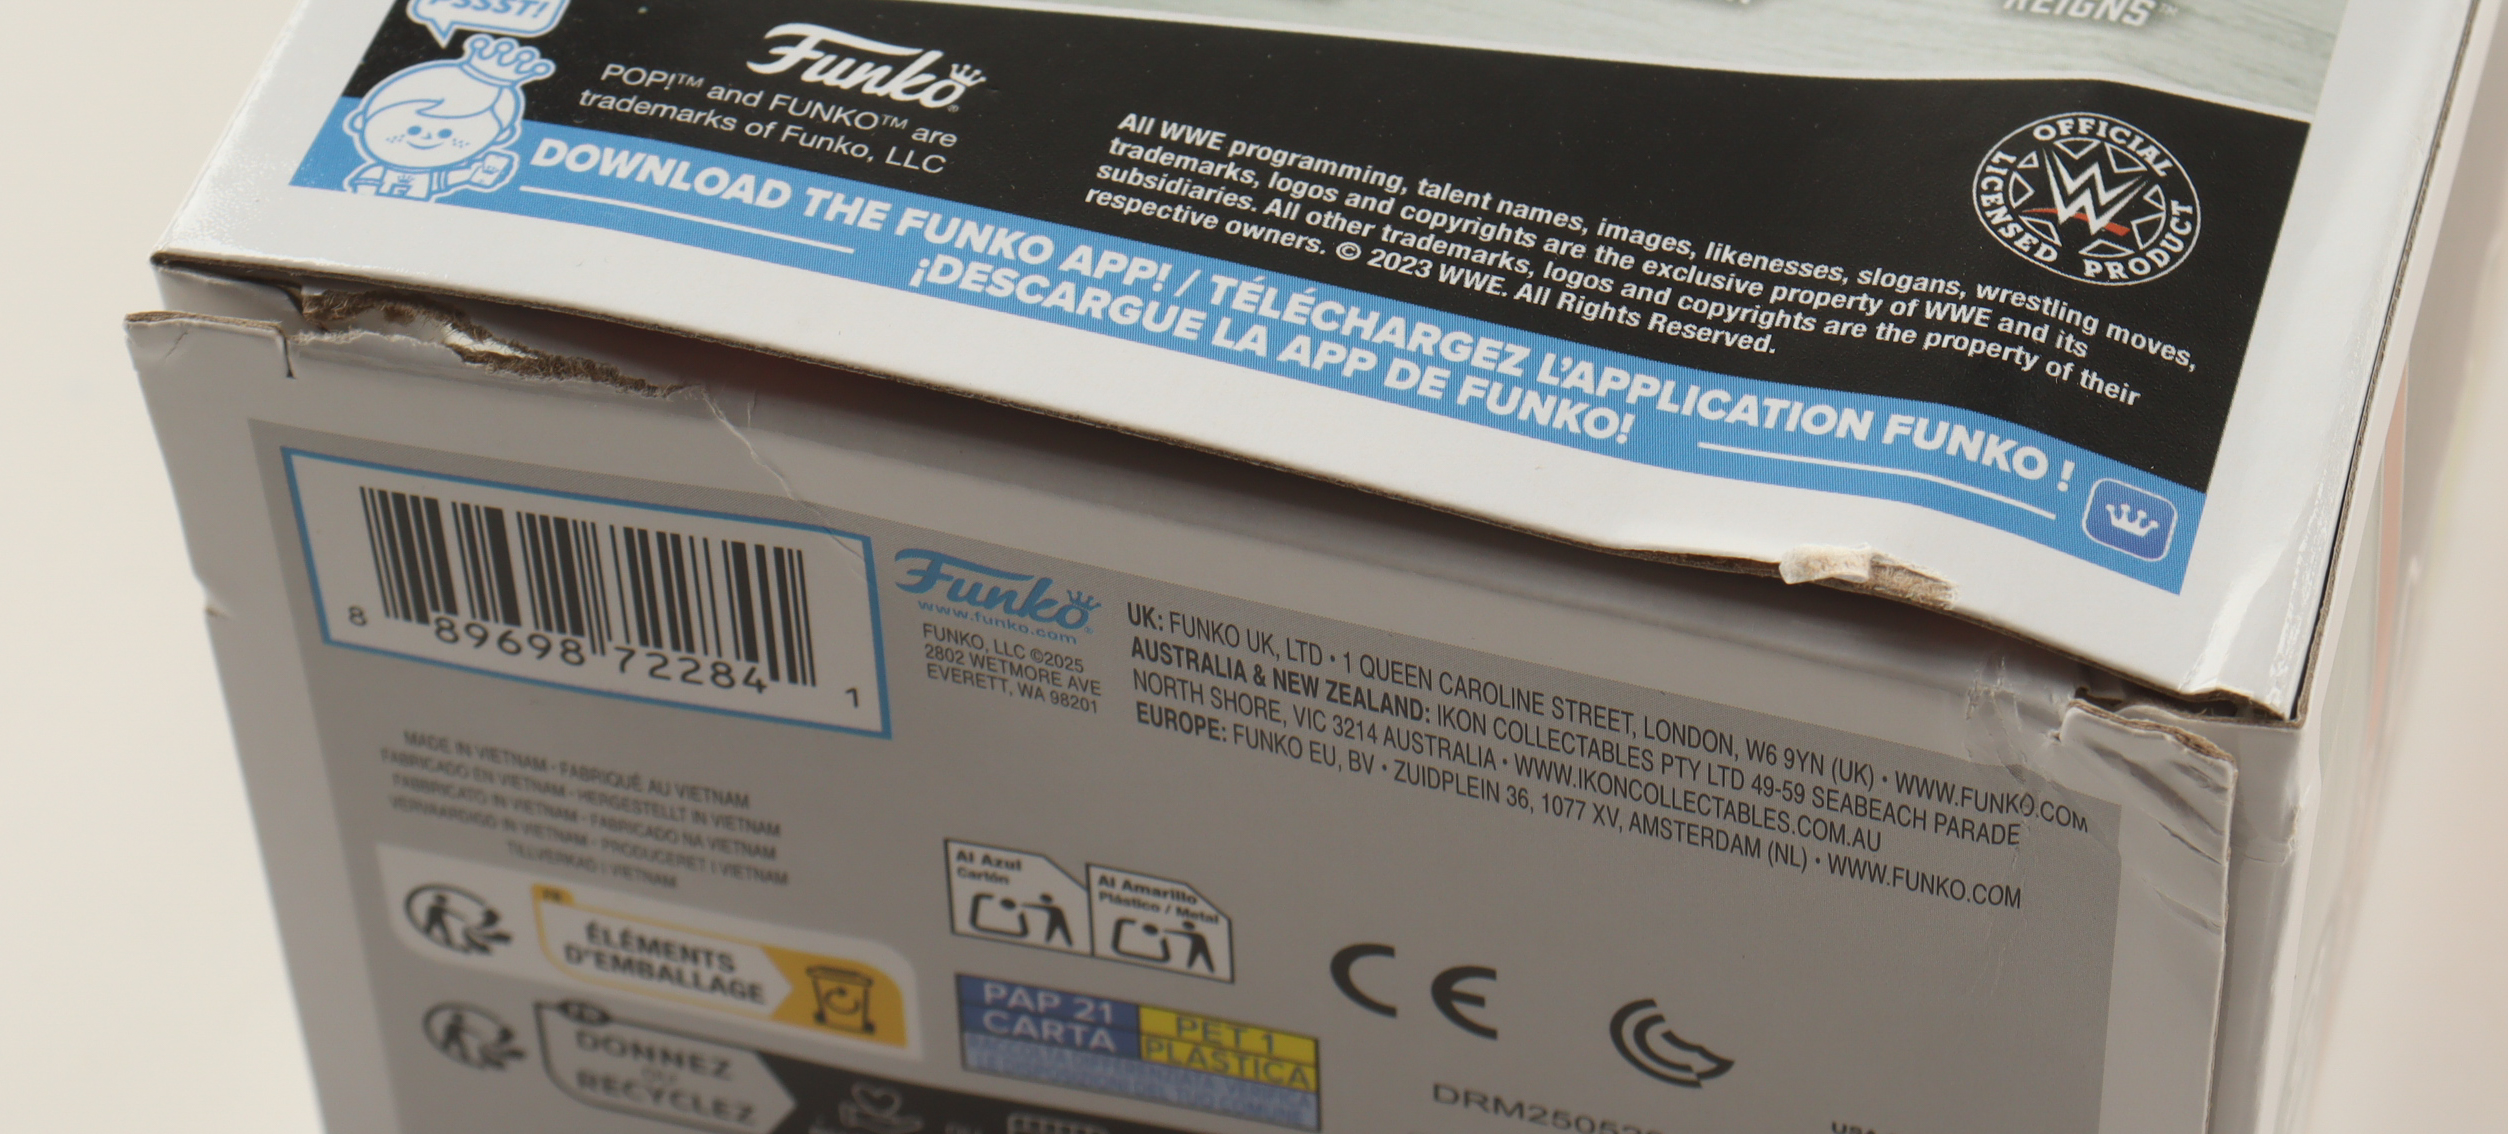 PSSST!
REIGNS™
Funko®
POP!™ and FUNKO™ are
trademarks of Funko, LLC
All WWE programming, talent names, images, likenesses, slogans, wrestling moves,
trademarks, logos and copyrights are the exclusive property of WWE and its
subsidiaries. All other trademarks, logos and copyrights are the property of their
respective owners. © 2023 WWE. All Rights Reserved.
OFFICIAL
W
LICENSED PRODUCT
DOWNLOAD THE FUNKO APP! / TÉLÉCHARGEZ L'APPLICATION FUNKO !
¡DESCARGUE LA APP DE FUNKO!
8 89698 72284 1
Funko®
www.funko.com
FUNKO, LLC ©2025
2802 WETMORE AVE
EVERETT, WA 98201
UK: FUNKO UK, LTD • 1 QUEEN CAROLINE STREET, LONDON, W6 9YN (UK) • WWW.FUNKO.COM
AUSTRALIA & NEW ZEALAND: IKON COLLECTABLES PTY LTD 49-59 SEABEACH PARADE
NORTH SHORE, VIC 3214 AUSTRALIA • WWW.IKONCOLLECTABLES.COM.AU
EUROPE: FUNKO EU, BV • ZUIDPLEIN 36, 1077 XV, AMSTERDAM (NL) • WWW.FUNKO.COM
MADE IN VIETNAM • FABRIQUÉ AU VIETNAM
FABRICADO EN VIETNAM • HERGESTELLT IN VIETNAM
FABBRICATO IN VIETNAM • FABRICADO NA VIETNAM
VERVAARDIGD IN VIETNAM • PRODUCERET I VIETNAM
TILLVERKAD I VIETNAM
FR
ÉLÉMENTS
D'EMBALLAGE
DONNEZ
OU
RECYCLEZ
Al Azul
Cartón
Al Amarillo
Plástico / Metal
PAP 21
CARTA
PET 1
PLASTICA
CE
DRM2505
USA